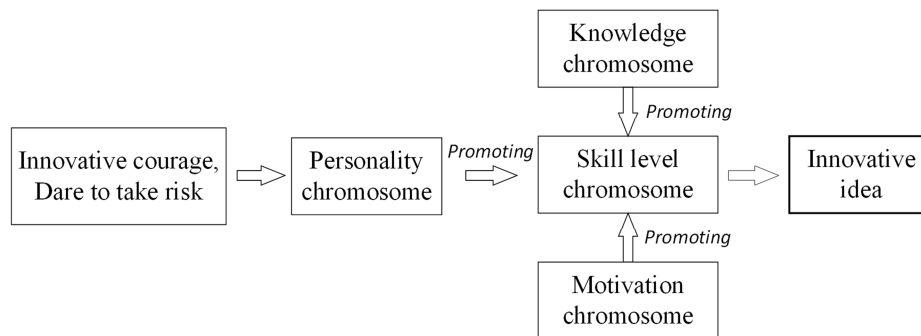 Knowledge
chromosome
Promoting
Innovative courage,
Dare to take risk
Personality
chromosome
Promoting
Skill level
chromosome
Innovative
idea
Promoting
Motivation
chromosome